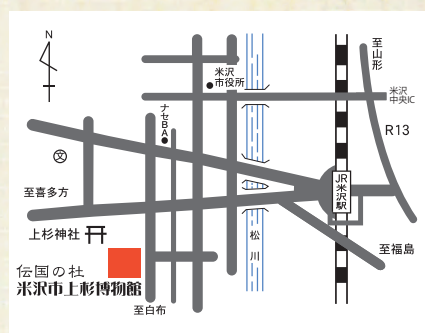 N
至山形
米沢
市役所
米沢
中央IC
ナセBA
R13
文
至喜多方
JR米沢駅
上杉神社
松川
至福島
伝国の杜
米沢市上杉博物館
至白布